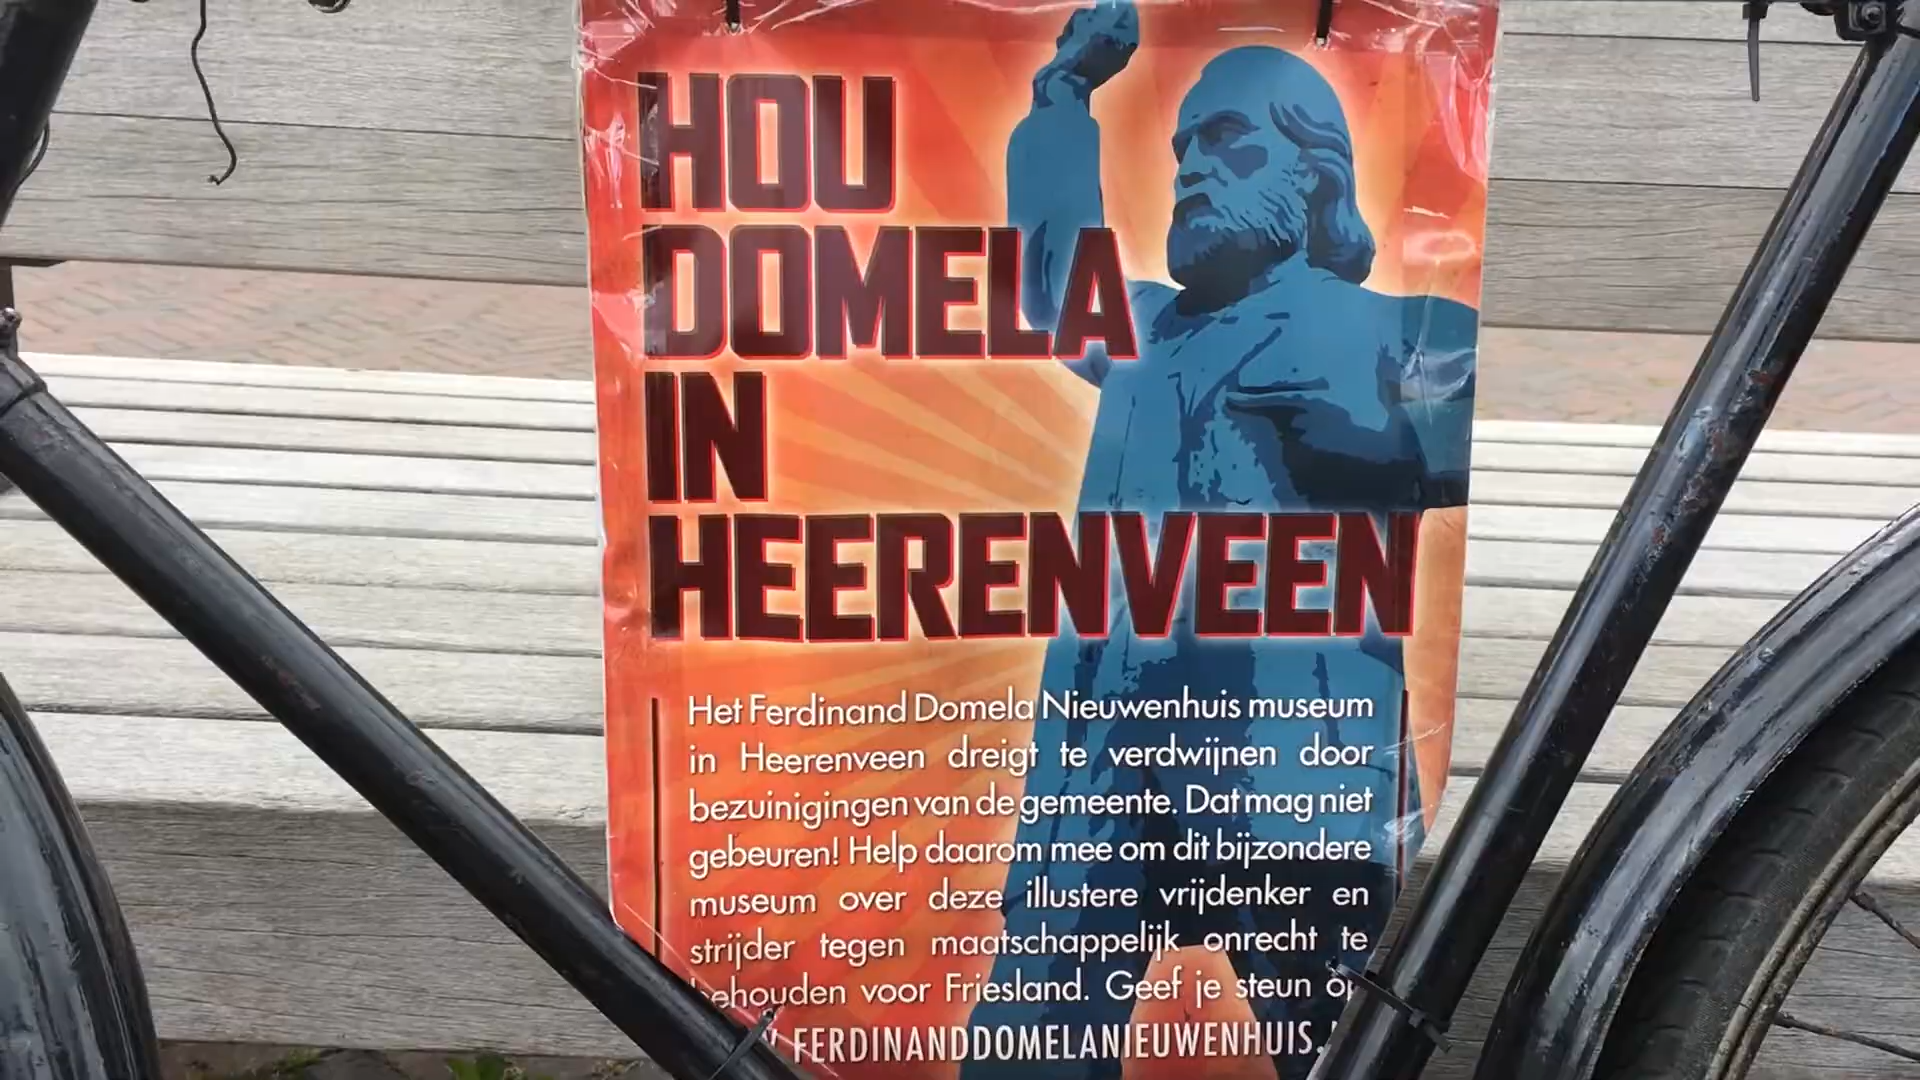 HOU
DOMELA
IN
HEERENVEEN
Het Ferdinand Domela Nieuwenhuis museum
in Heerenveen dreigt te verdwijnen door
bezuinigingen van de gemeente. Dat mag niet
gebeuren! Help daarom mee om dit bijzondere
museum over deze illustere vrijdenker en
strijder tegen maatschappelijk onrecht te
behouden voor Friesland. Geef je steun op
FERDINANDDOMELANIEUWENHUIS.